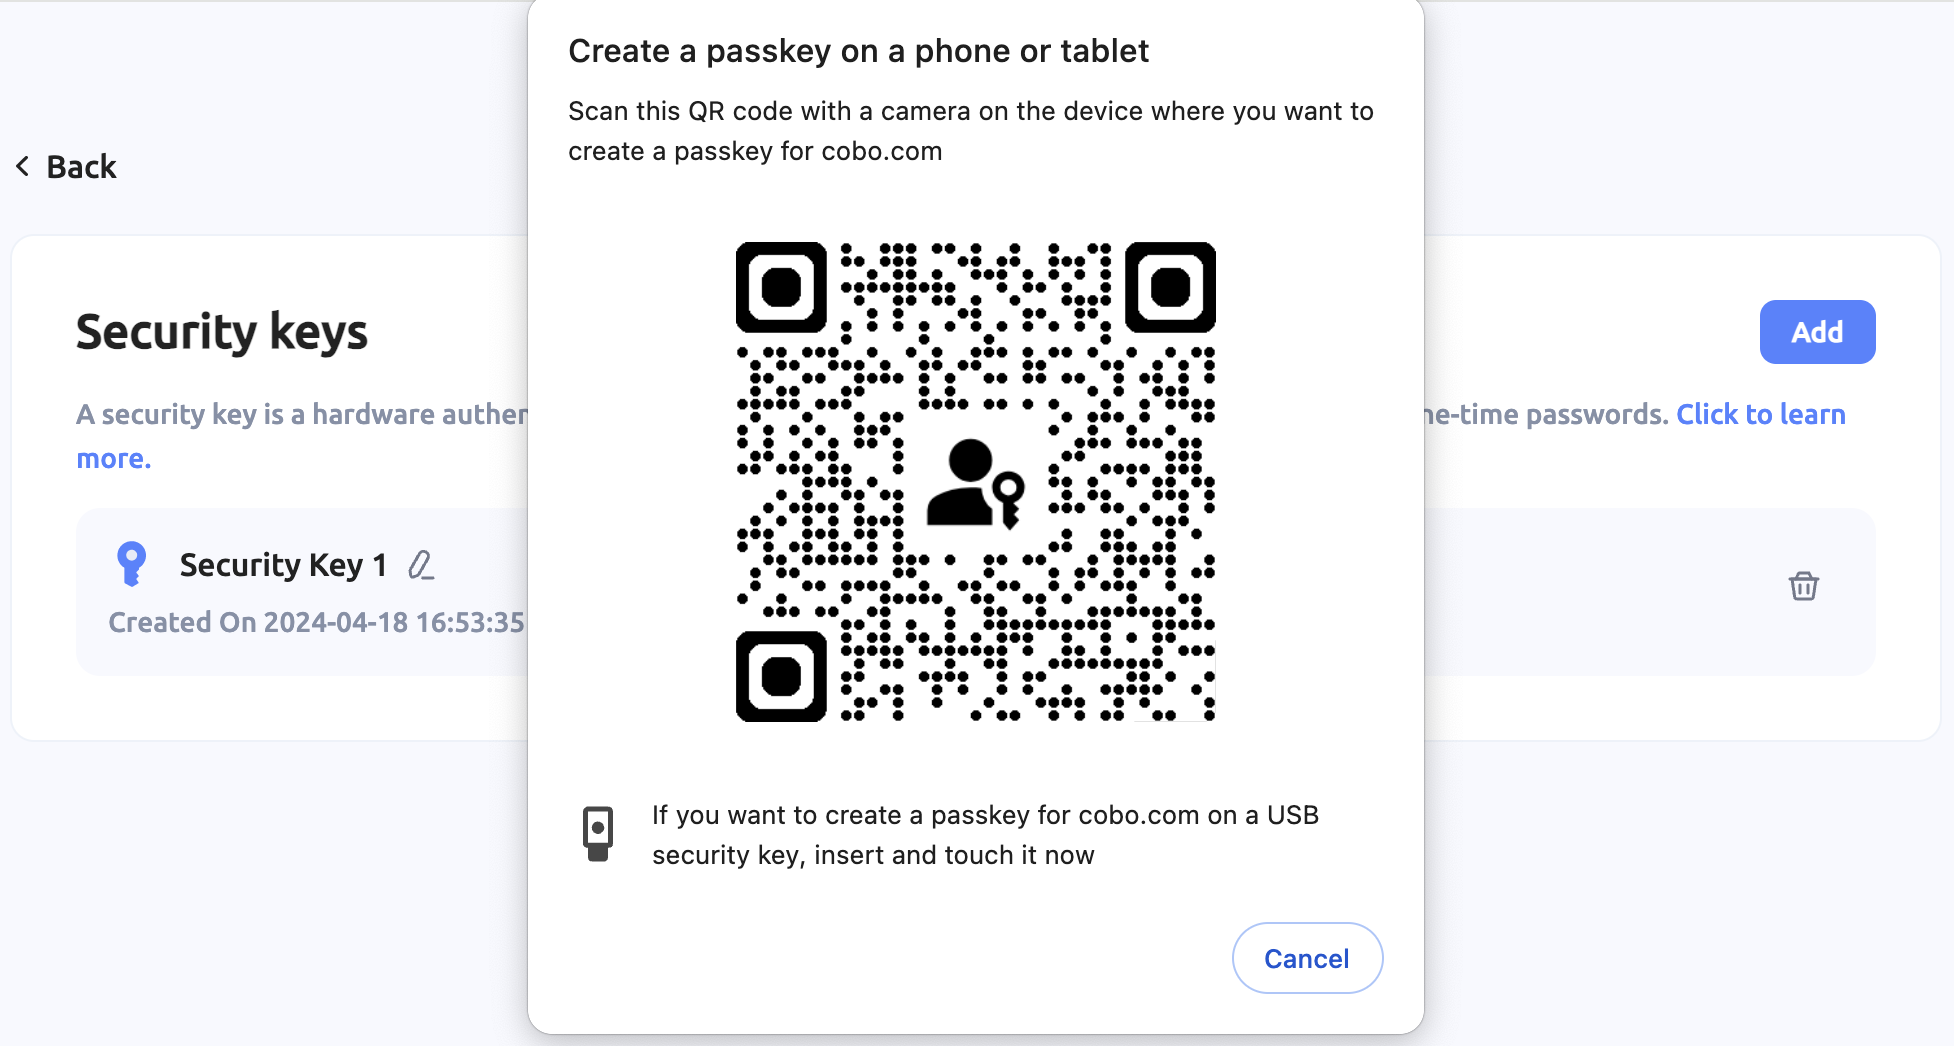 Create a passkey on a phone or tablet
Scan this QR code with a camera on the device where you want to
create a passkey for cobo.com
Back
Security keys
Add
A security key is a hardware authen
ne-time passwords. Click to learn
more.
Security Key 1
Created On 2024-04-18 16:53:35
If you want to create a passkey for cobo.com on a USB
security key, insert and touch it now
Cancel